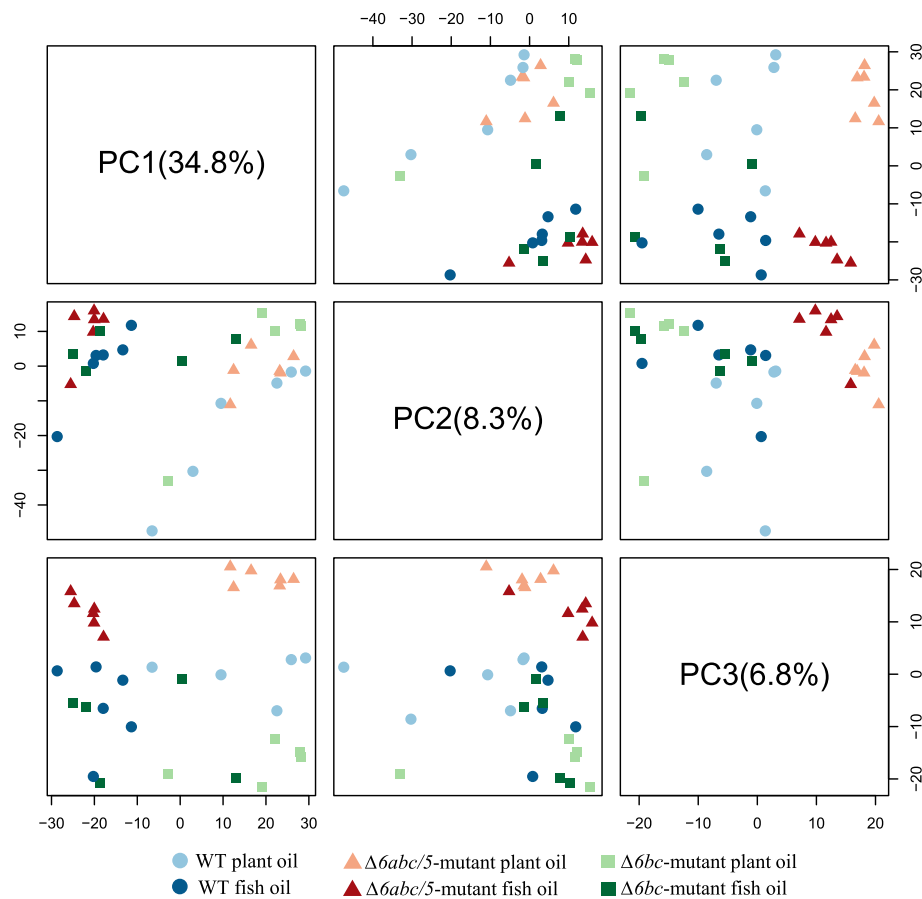 −40 −20 0 10
PC1(34.8%)
−30 −10 0 10 20 30
−40 −20 0 10
PC2(8.3%)
PC3(6.8%)
−20 −10 0 10 20
−30 −20 −10 0 10 20 30
−20 −10 0 10 20
WT plant oil Δ6abc/5-mutant plant oil Δ6bc-mutant plant oil
WT fish oil Δ6abc/5-mutant fish oil Δ6bc-mutant fish oil